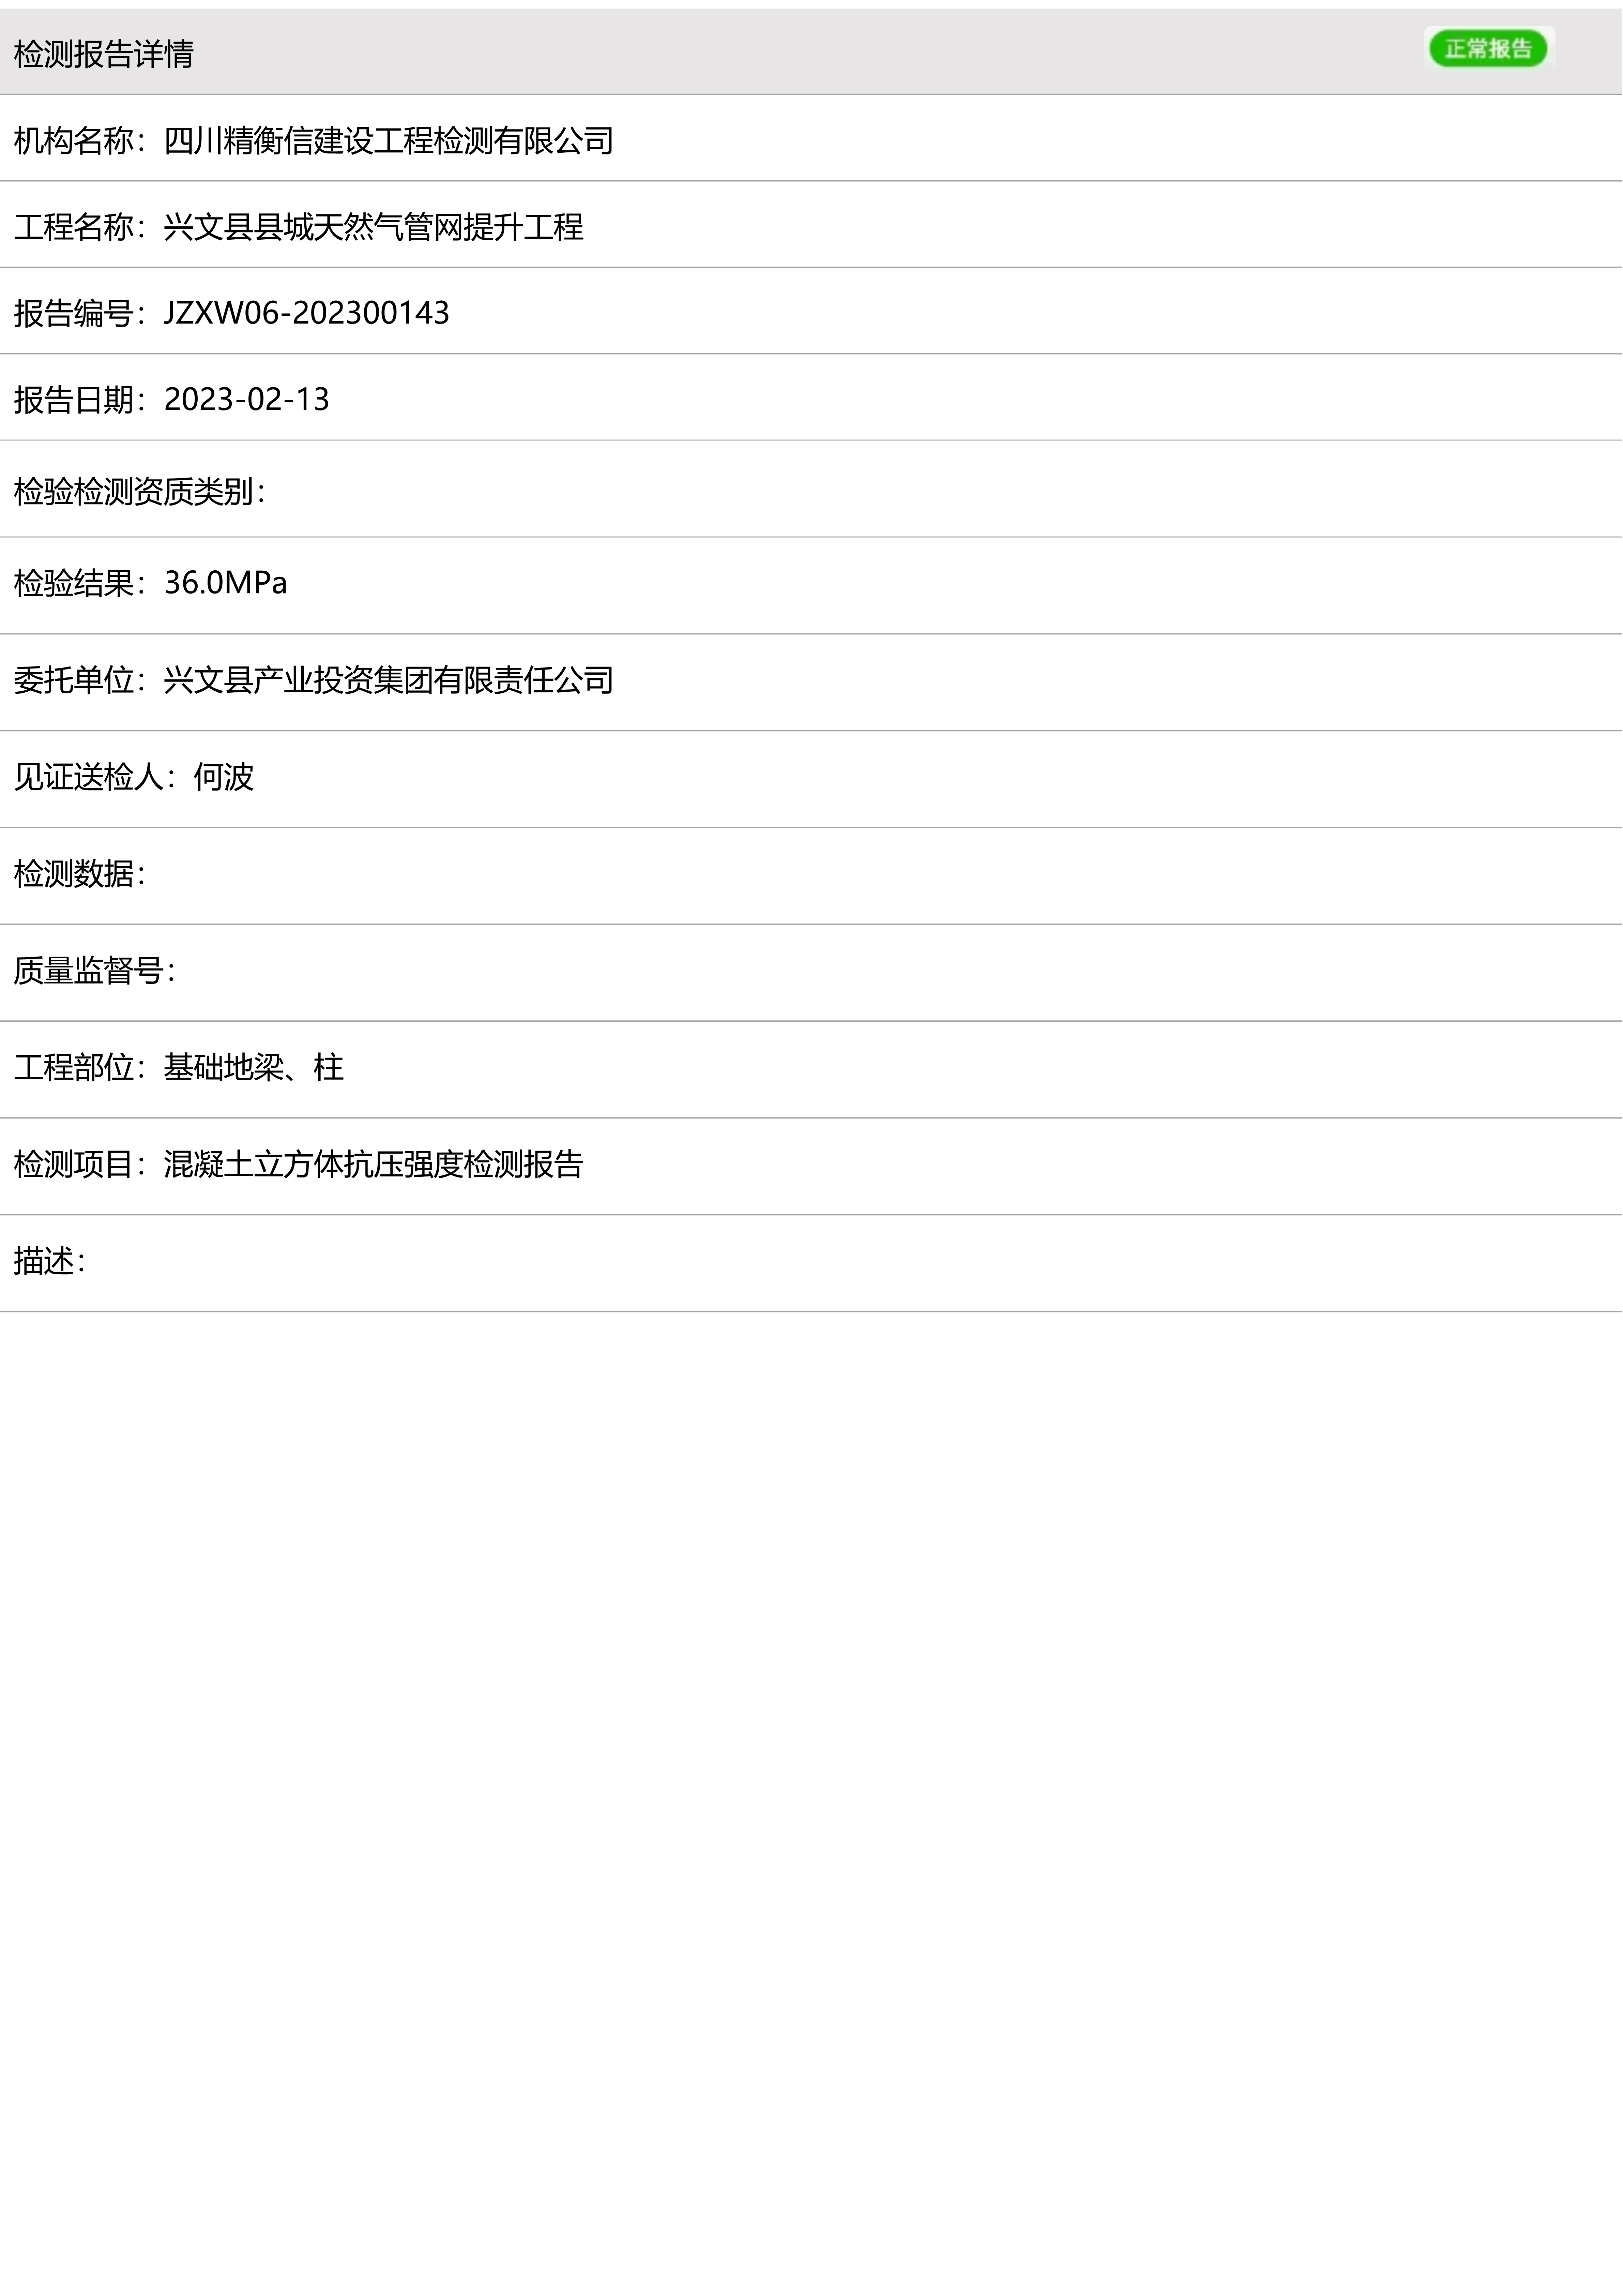 检测报告详情
正常报告
机构名称：四川精衡信建设工程检测有限公司
工程名称：兴文县县城天然气管网提升工程
报告编号：JZXW06-202300143
报告日期：2023-02-13
检验检测资质类别：
检验结果：36.0MPa
委托单位：兴文县产业投资集团有限责任公司
见证送检人：何波
检测数据：
质量监督号：
工程部位：基础地梁、柱
检测项目：混凝土立方体抗压强度检测报告
描述：